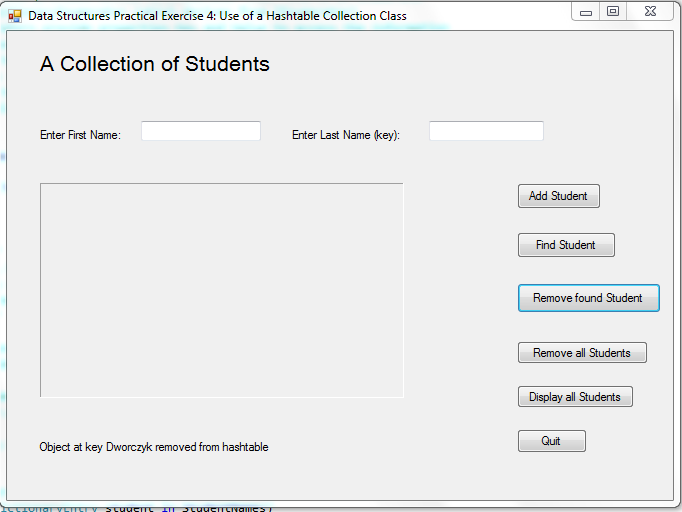 Data Structures Practical Exercise 4: Use of a Hashtable Collection Class
A Collection of Students
Enter First Name:
Enter Last Name (key):
Add Student
Find Student
Remove found Student
Remove all Students
Display all Students
Object at key Dworczyk removed from hashtable
Quit
student in StudentNames)